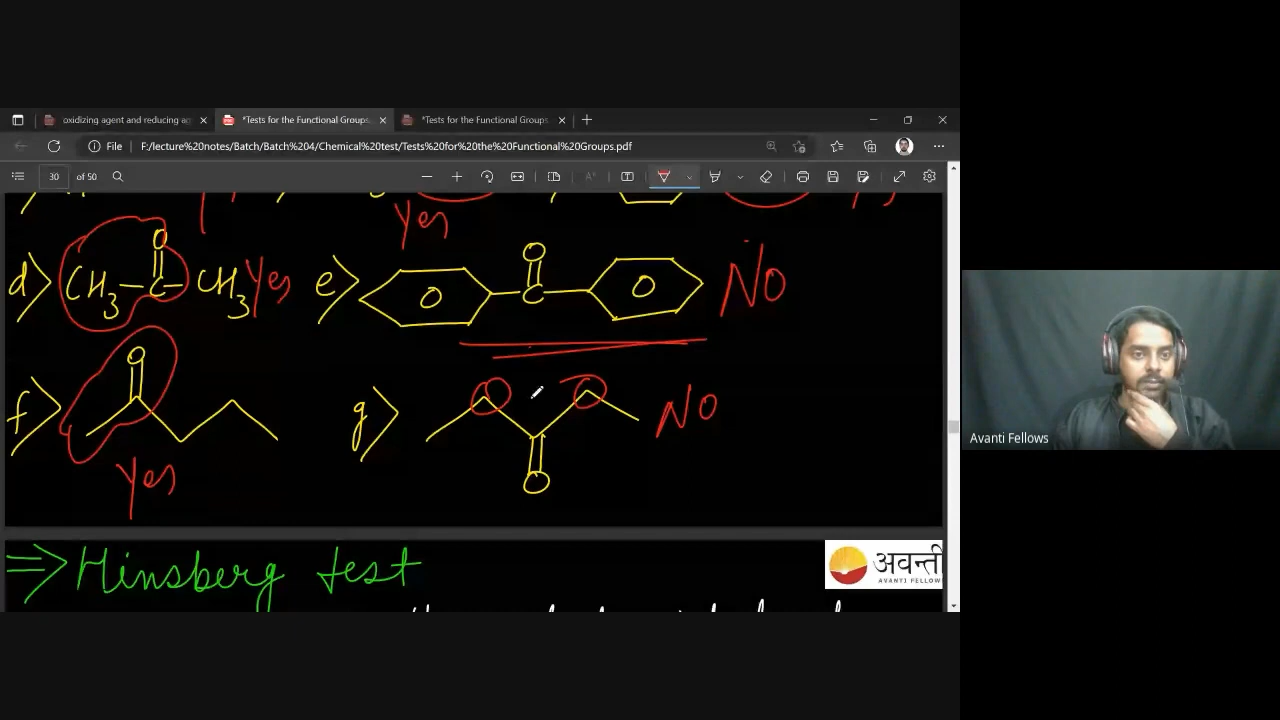 oxidizing agent and reducing ag
*Tests for the Functional Groups.
*Tests for the Functional Groups.
File F:/lecture%20notes/Batch/Batch%204/Chemical%20test/Tests%20for%20the%20Functional%20Groups.pdf
30 of 50
Yes
d> CH3 - C - CH3 Yes
O
e> O C O NO
O
f> O
Yes
g> O NO
=> Hinsberg test
अवन्ती
AVANTI FELLOW
Avanti Fellows